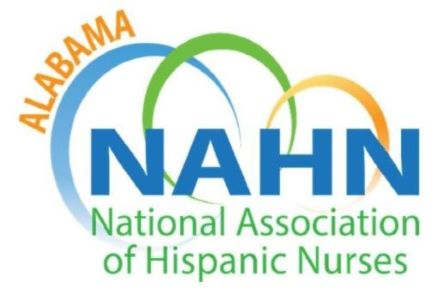 ALABAMA
NAHN
National Association
of Hispanic Nurses